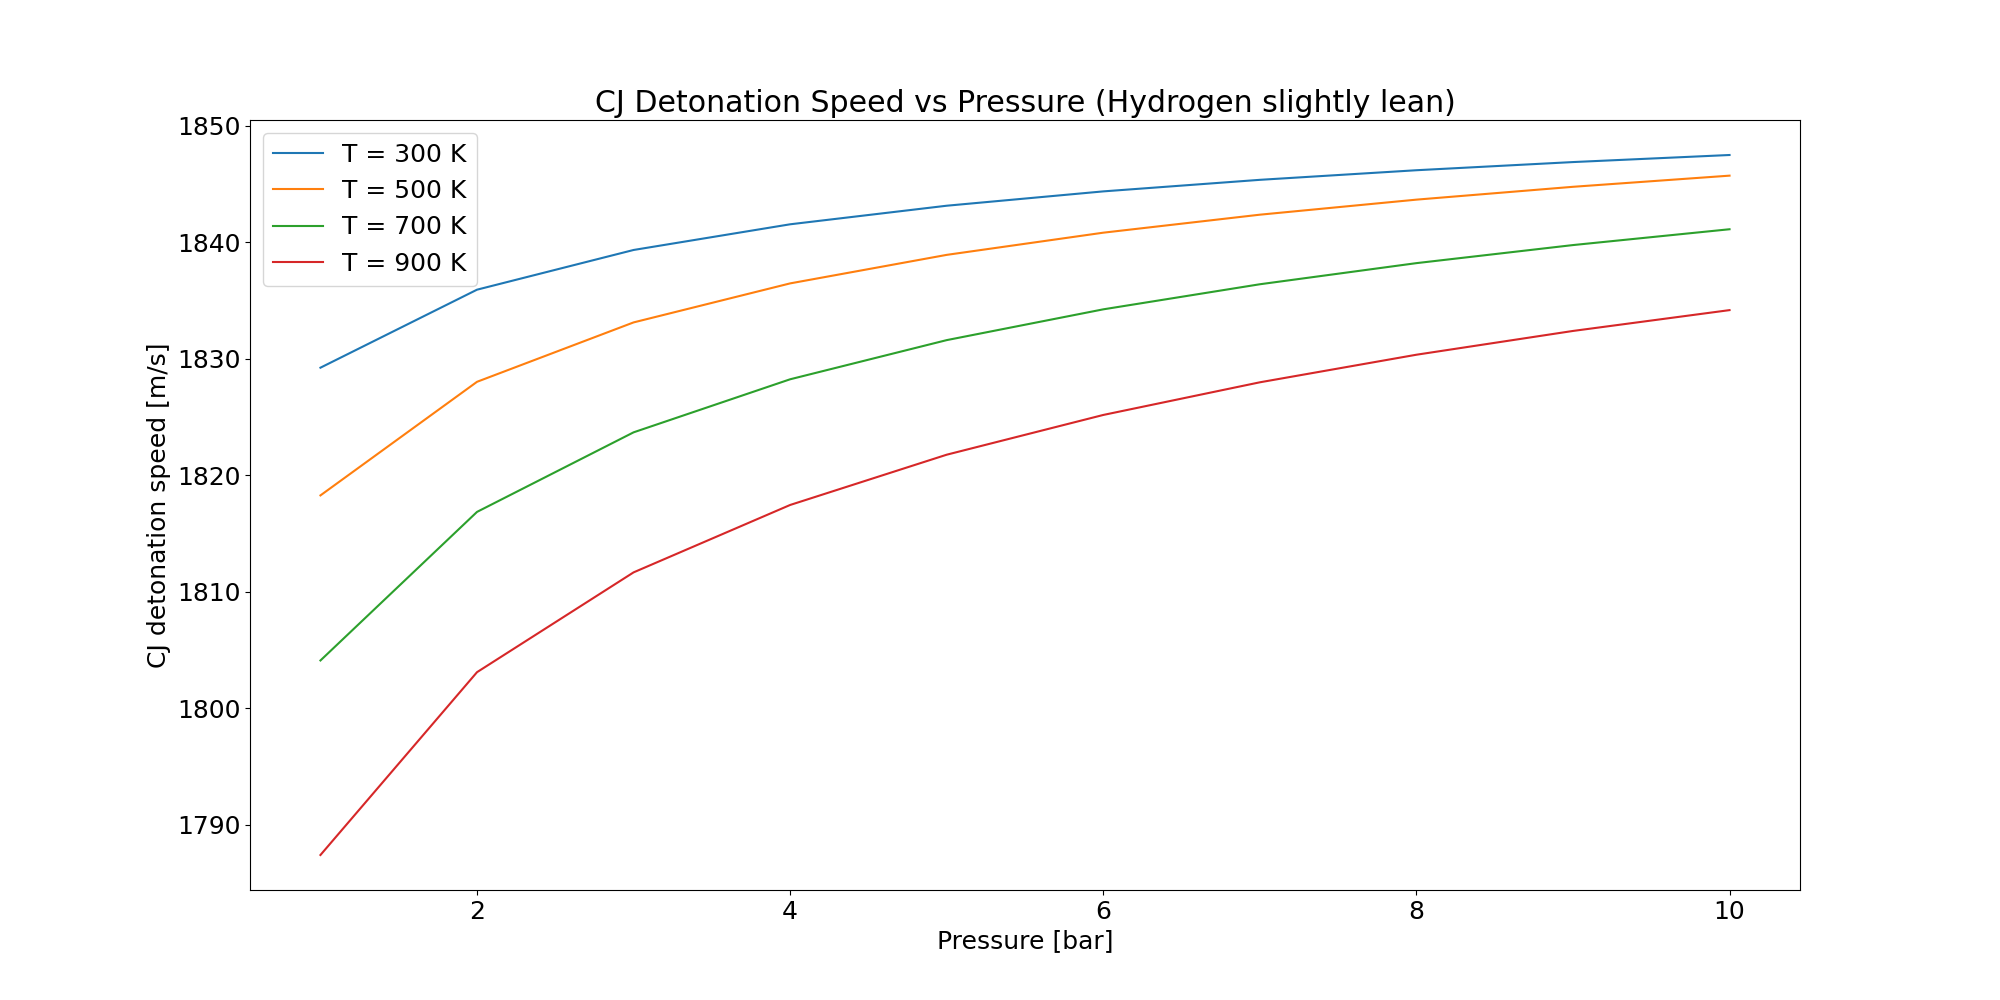 CJ Detonation Speed vs Pressure (Hydrogen slightly lean)
T = 300 K
T = 500 K
T = 700 K
T = 900 K
CJ detonation speed [m/s]
1850
1840
1830
1820
1810
1800
1790
2 4 6 8 10
Pressure [bar]